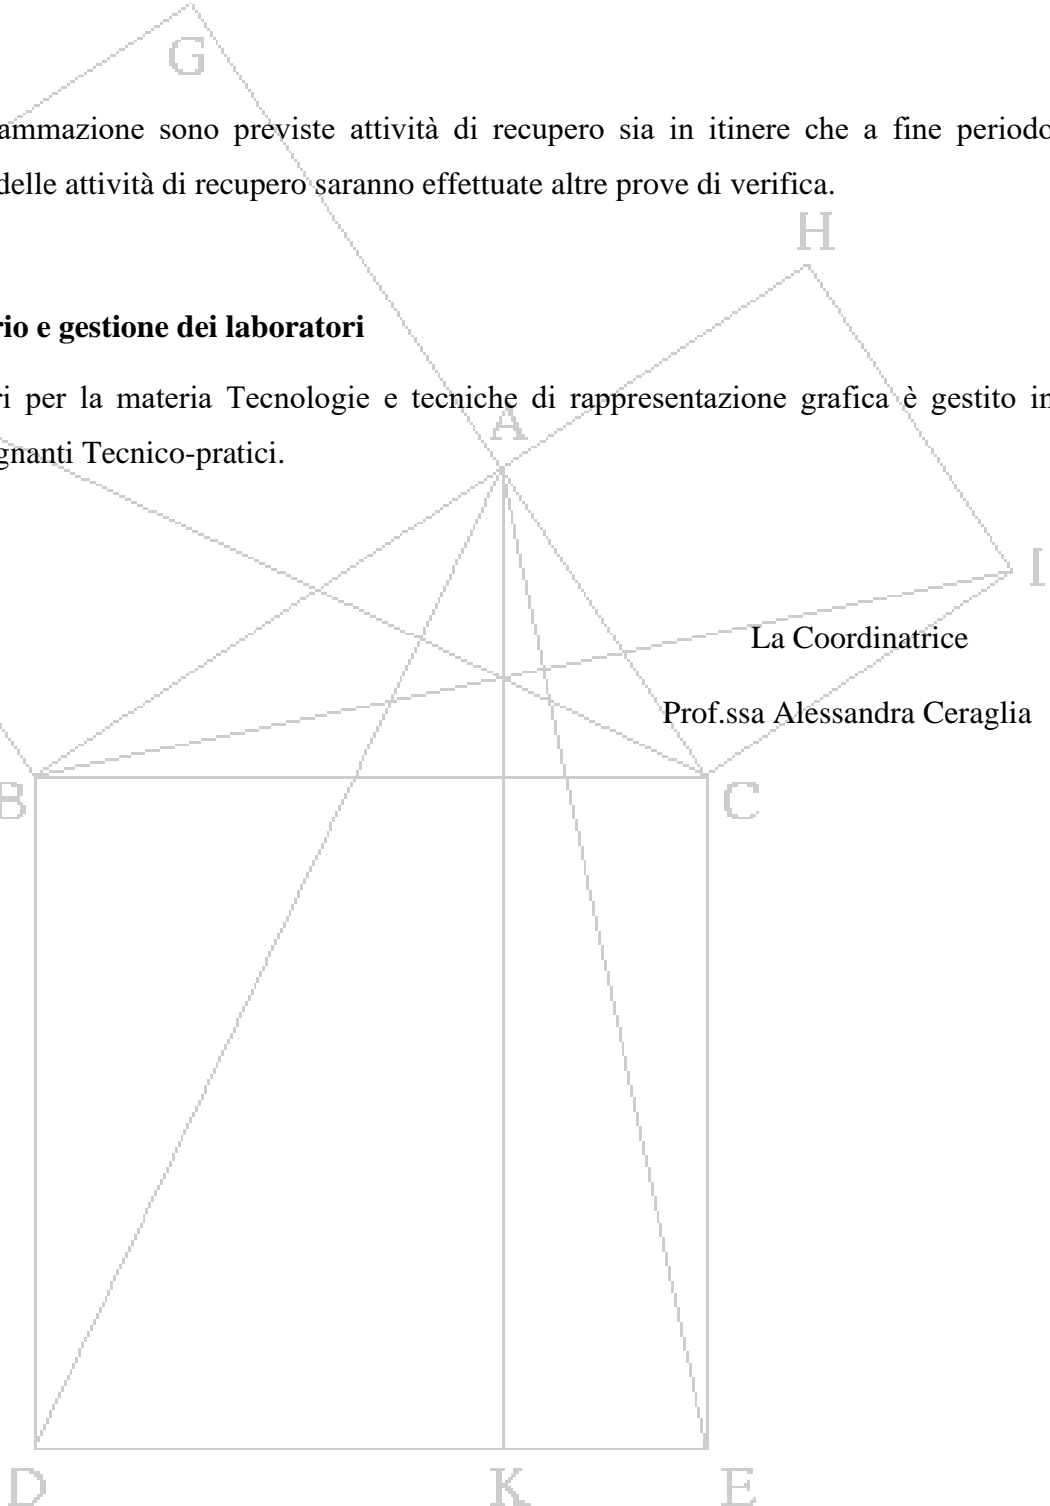 G
ammazione sono previste attività di recupero sia in itinere che a fine periodo
delle attività di recupero saranno effettuate altre prove di verifica.
H
rio e gestione dei laboratori
ri per la materia Tecnologie e tecniche di rappresentazione grafica è gestito in
A
gnanti Tecnico-pratici.
I
La Coordinatrice
Prof.ssa Alessandra Ceraglia
B C
D K E